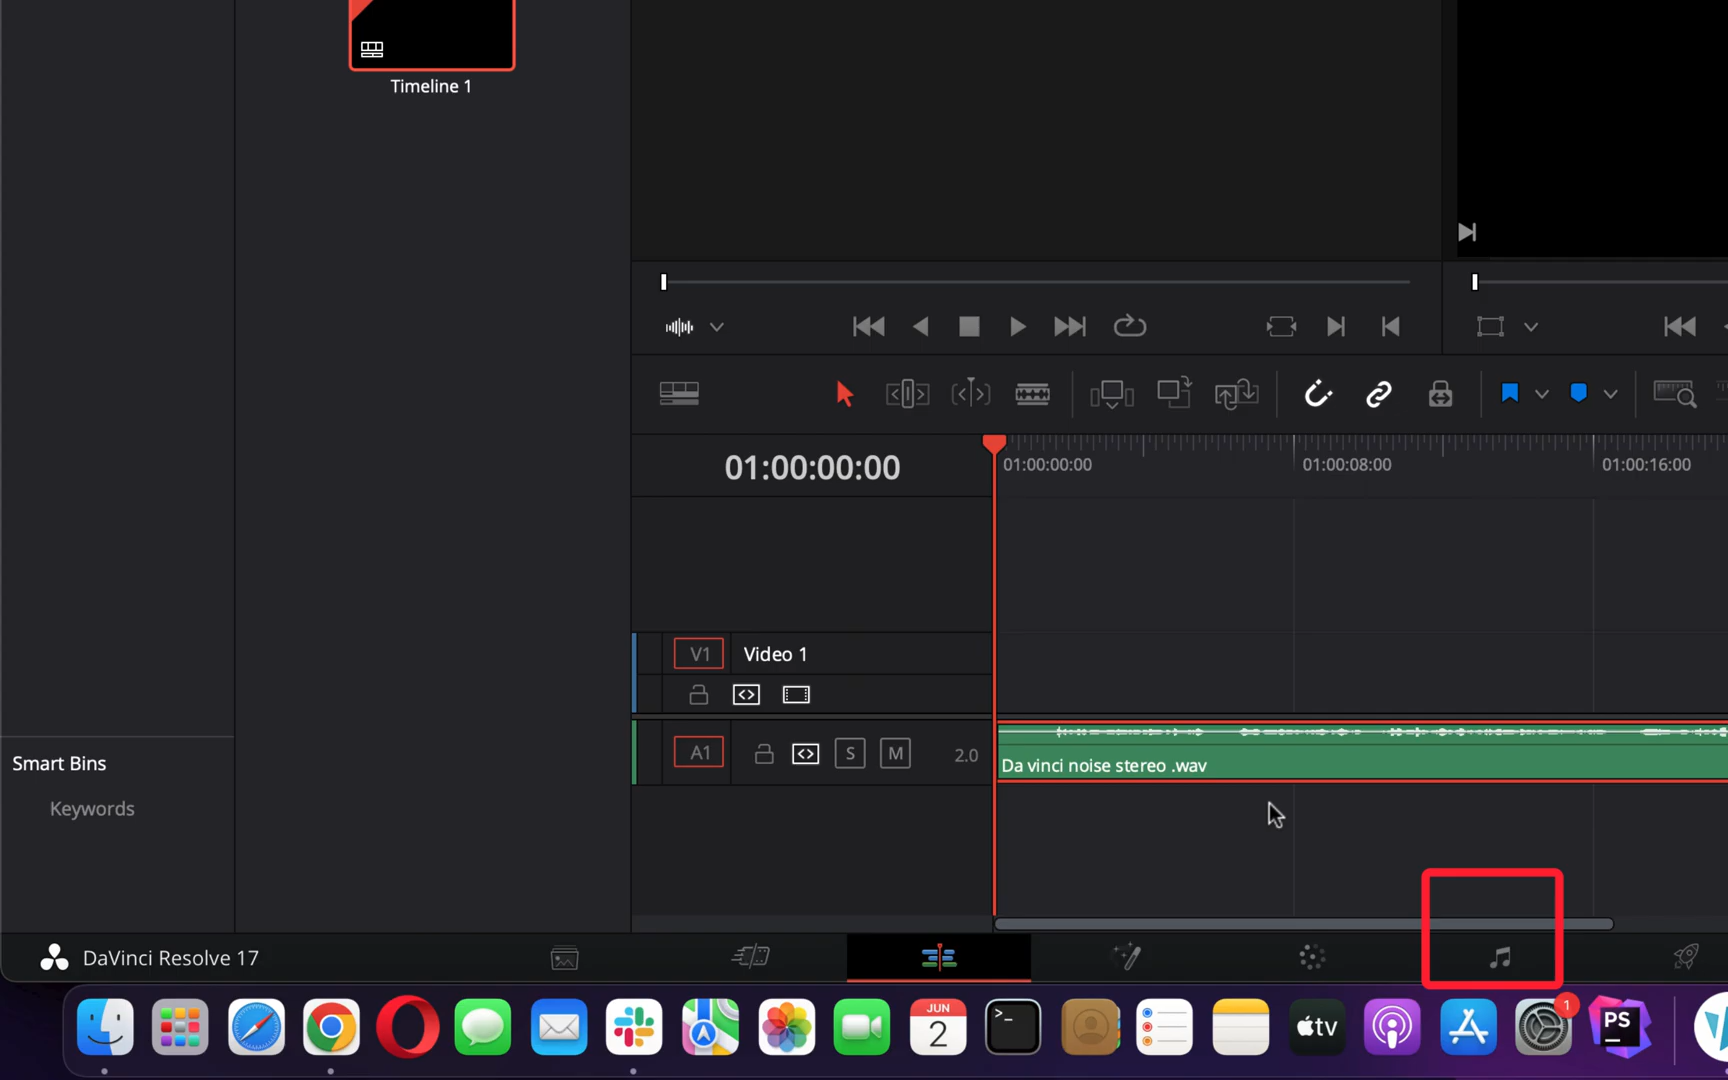 Timeline 1
01:00:00:00
01:00:00:00
01:00:08:00
01:00:16:00
V1
Video 1
A1
S
M
2.0
Da vinci noise stereo .wav
Smart Bins
Keywords
DaVinci Resolve 17
JUN
2
tv
1
PS